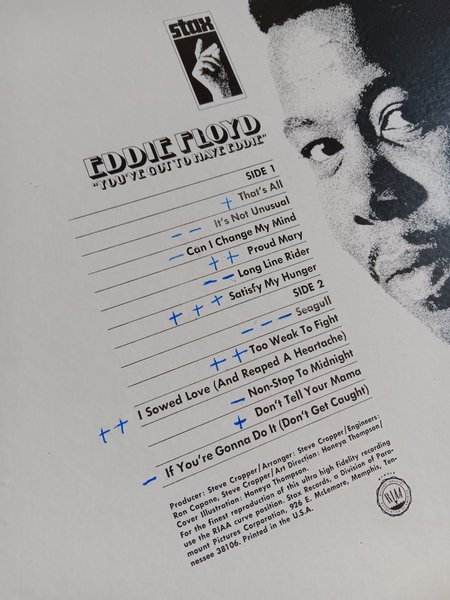 stax
EDDIE FLOYD
"YOU'VE GOT TO HAVE EDDIE"
SIDE 1
+ That's All
– – It's Not Unusual
– Can I Change My Mind
+ + Proud Mary
– – Long Line Rider
+ + + Satisfy My Hunger
SIDE 2
– – – Seagull
+ + Too Weak To Fight
+ + I Sowed Love (And Reaped A Heartache)
– Non-Stop To Midnight
+ Don't Tell Your Mama
– If You're Gonna Do It (Don't Get Caught)
Producer: Steve Cropper/Arranger: Steve Cropper/Engineers:
Ron Capone, Steve Cropper/Art Direction: Honeya Thompson/
Cover Illustration: Honeya Thompson.
For the finest reproduction of this ultra high fidelity recording
use the RIAA curve position. Stax Records, a Division of Para-
mount Pictures Corporation, 926 E. McLemore, Memphis, Ten-
nessee 38106. Printed in the U.S.A.
RIAA